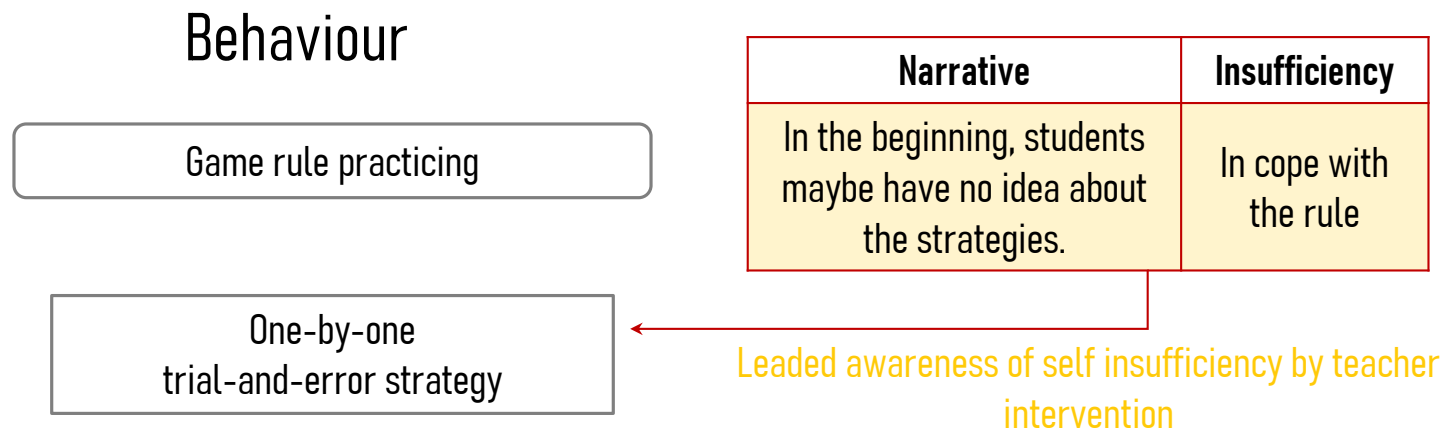 Behaviour
Game rule practicing
One-by-one
trial-and-error strategy
Narrative
Insufficiency
In the beginning, students
maybe have no idea about
the strategies.
In cope with
the rule
Leaded awareness of self insufficiency by teacher
intervention